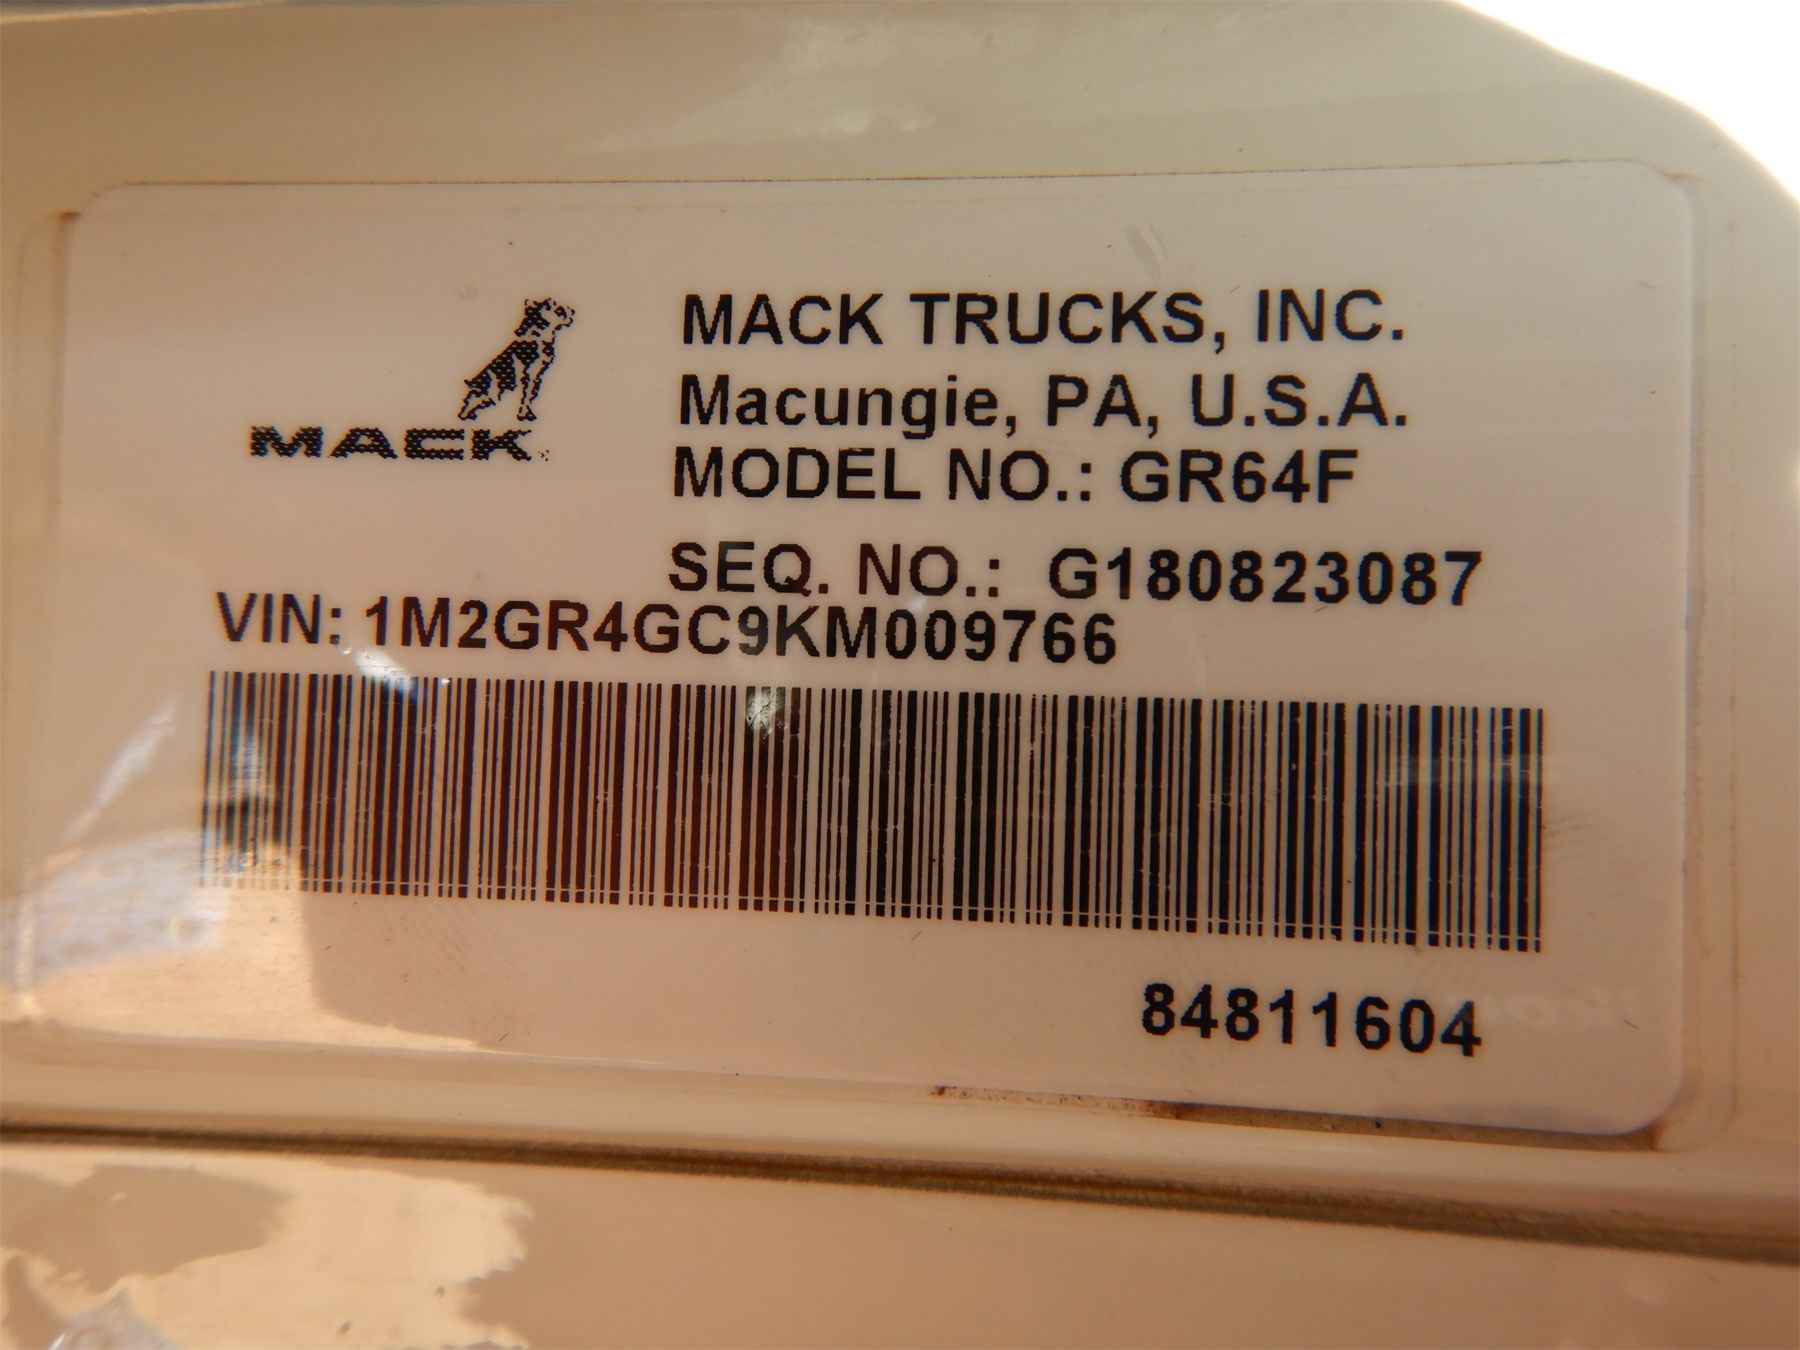 MACK
MACK TRUCKS, INC.
Macungie, PA, U.S.A.
MODEL NO.: GR64F
SEQ. NO.: G180823087
VIN: 1M2GR4GC9KM009766
84811604